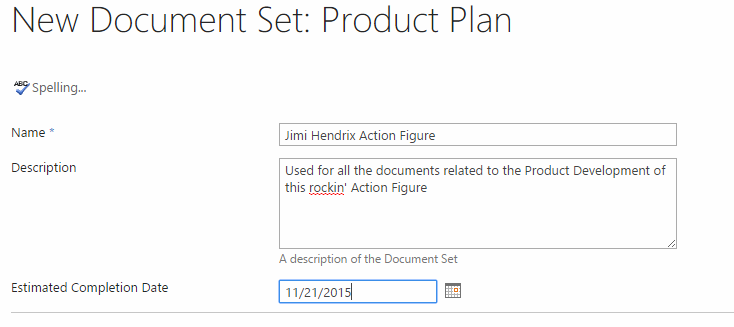 New Document Set: Product Plan
ABC Spelling...
Name * Jimi Hendrix Action Figure
Description Used for all the documents related to the Product Development of
this rockin' Action Figure
A description of the Document Set
Estimated Completion Date 11/21/2015